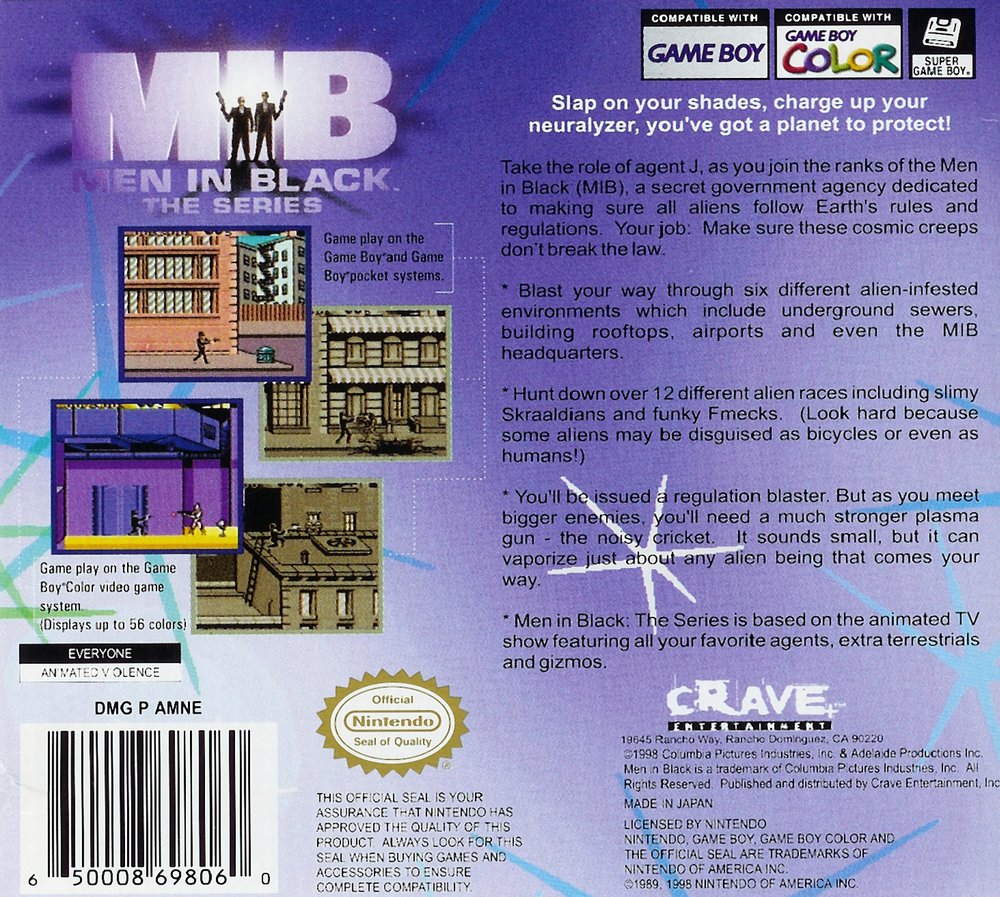 COMPATIBLE WITH
GAME BOY
COMPATIBLE WITH
GAME BOY
COLOR
SUPER
GAME BOY®
MIB
MEN IN BLACK™
THE SERIES
Slap on your shades, charge up your
neuralyzer, you've got a planet to protect!
Take the role of agent J, as you join the ranks of the Men
in Black (MIB), a secret government agency dedicated
to making sure all aliens follow Earth's rules and
regulations. Your job: Make sure these cosmic creeps
don't break the law.
* Blast your way through six different alien-infested
environments which include underground sewers,
building rooftops, airports and even the MIB
headquarters.
* Hunt down over 12 different alien races including slimy
Skraaldians and funky Fmecks. (Look hard because
some aliens may be disguised as bicycles or even as
humans!)
* You'll be issued a regulation blaster. But as you meet
bigger enemies, you'll need a much stronger plasma
gun - the noisy cricket. It sounds small, but it can
vaporize just about any alien being that comes your
way.
* Men in Black: The Series is based on the animated TV
show featuring all your favorite agents, extra terrestrials
and gizmos.
Game play on the
Game Boy® and Game
Boy® pocket systems.
Game play on the Game
Boy® Color video game
system.
(Displays up to 56 colors)
EVERYONE
ANIMATED VIOLENCE
DMG P AMNE
6 50008 69806 0
Official
Nintendo
Seal of Quality
®
THIS OFFICIAL SEAL IS YOUR
ASSURANCE THAT NINTENDO HAS
APPROVED THE QUALITY OF THIS
PRODUCT. ALWAYS LOOK FOR THIS
SEAL WHEN BUYING GAMES AND
ACCESSORIES TO ENSURE
COMPLETE COMPATIBILITY.
CRAVE™
ENTERTAINMENT
19645 Rancho Way, Rancho Dominguez, CA 90220
©1998 Columbia Pictures Industries, Inc. & Adelaide Productions Inc.
Men in Black is a trademark of Columbia Pictures Industries, Inc. All
Rights Reserved. Published and distributed by Crave Entertainment, Inc
MADE IN JAPAN
LICENSED BY NINTENDO
NINTENDO, GAME BOY, GAME BOY COLOR AND
THE OFFICIAL SEAL ARE TRADEMARKS OF
NINTENDO OF AMERICA INC.
©1989, 1998 NINTENDO OF AMERICA INC.